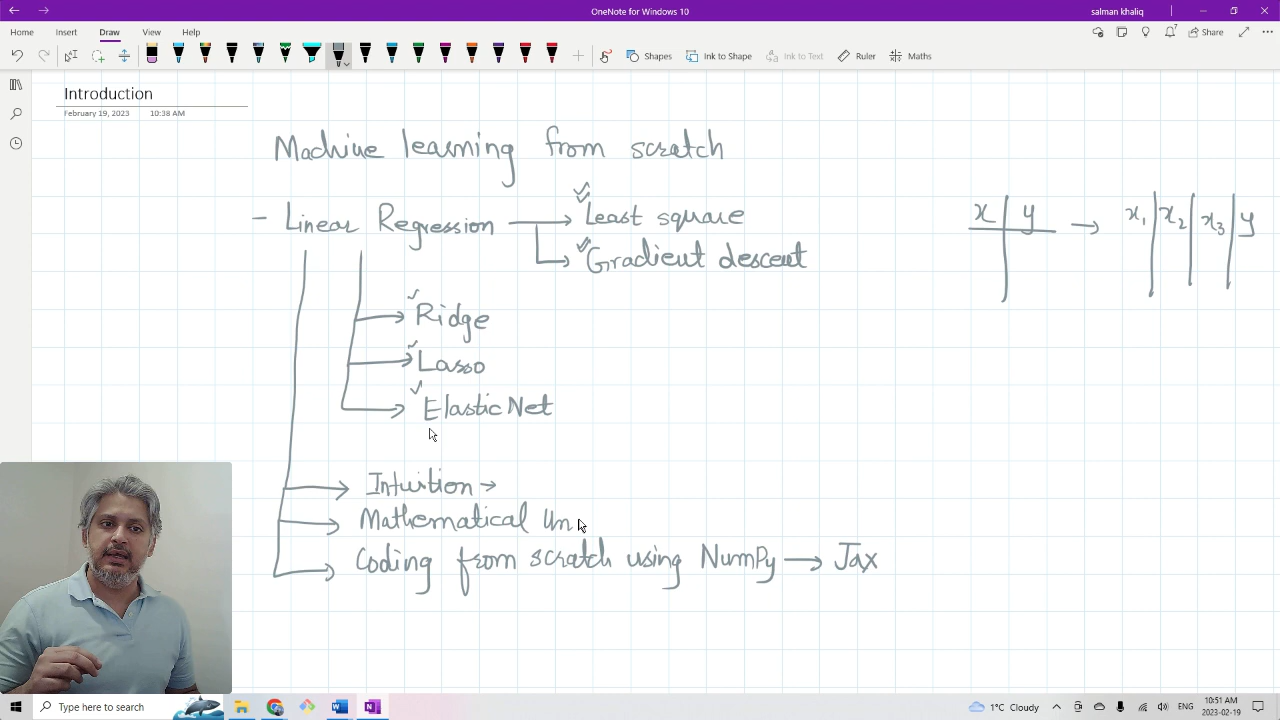 OneNote for Windows 10
salman khaliq
Home Insert Draw View Help
Share
Shapes Ink to Shape Ink to Text Ruler Maths
Introduction
February 19, 2023 10:38 AM
Machine learning from scratch
- Linear Regression → Least square
Gradient descent
x y → x₁ x₂ x₃ y
Ridge
Lasso
Elastic Net
Intuition →
Mathematical Un
Coding from scratch using NumPy → Jax
Type here to search
1°C Cloudy
ENG
10:51 AM
2023-02-19